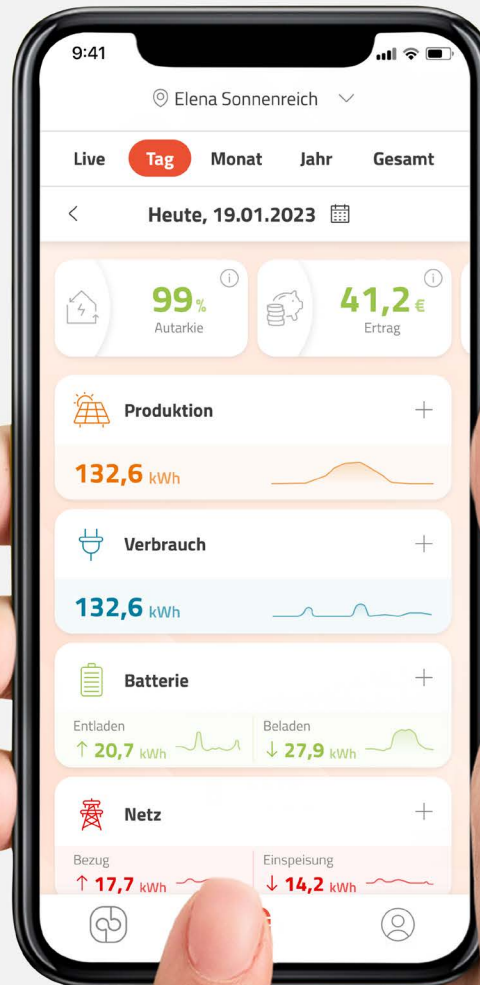 9:41
Elena Sonnenreich
Live Tag Monat Jahr Gesamt
Heute, 19.01.2023
99 %
Autarkie
41,2 €
Ertrag
Produktion
132,6 kWh
Verbrauch
132,6 kWh
Batterie
Entladen
↑ 20,7 kWh
Beladen
↓ 27,9 kWh
Netz
Bezug
↑ 17,7 kWh
Einspeisung
↓ 14,2 kWh